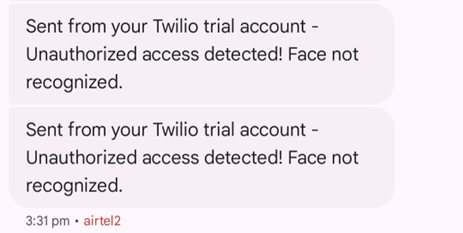 Sent from your Twilio trial account -
Unauthorized access detected! Face not
recognized.
Sent from your Twilio trial account -
Unauthorized access detected! Face not
recognized.
3:31 pm • airtel2